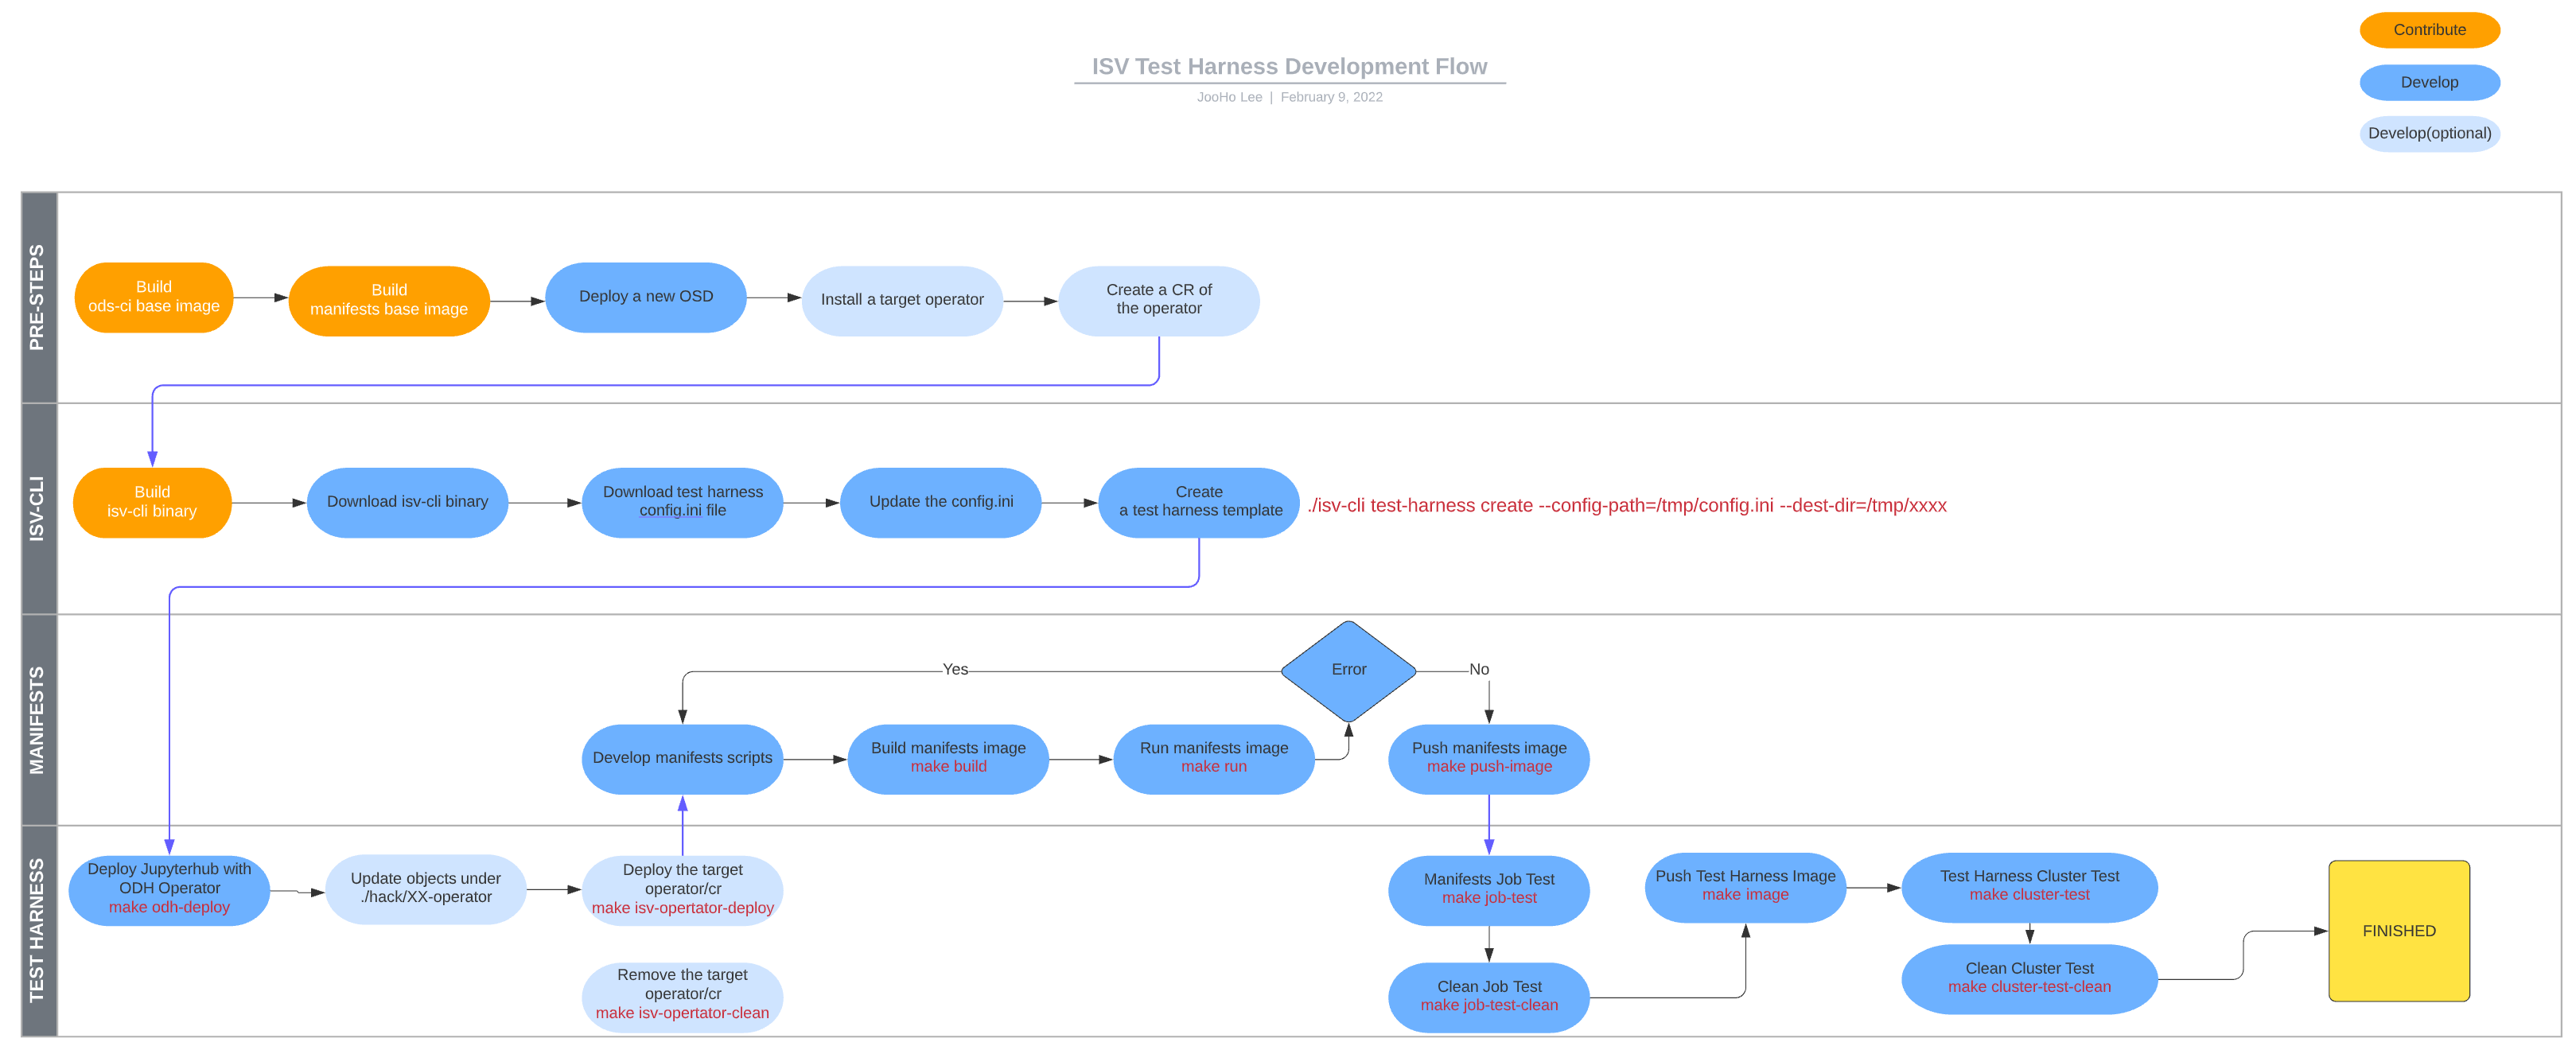 Contribute
ISV Test Harness Development Flow
Develop
JooHo Lee | February 9, 2022
Develop(optional)
PRE-STEPS
Build
ods-ci base image
Build
manifests base image
Deploy a new OSD
Install a target operator
Create a CR of
the operator
ISV-CLI
Build
isv-cli binary
Download isv-cli binary
Download test harness
config.ini file
Update the config.ini
Create
a test harness template
./isv-cli test-harness create --config-path=/tmp/config.ini --dest-dir=/tmp/xxxx
MANIFESTS
Yes
Error
No
Develop manifests scripts
Build manifests image
make build
Run manifests image
make run
Push manifests image
make push-image
TEST HARNESS
Deploy Jupyterhub with
ODH Operator
make odh-deploy
Update objects under
./hack/XX-operator
Deploy the target
operator/cr
make isv-opertator-deploy
Remove the target
operator/cr
make isv-opertator-clean
Manifests Job Test
make job-test
Clean Job Test
make job-test-clean
Push Test Harness Image
make image
Test Harness Cluster Test
make cluster-test
Clean Cluster Test
make cluster-test-clean
FINISHED